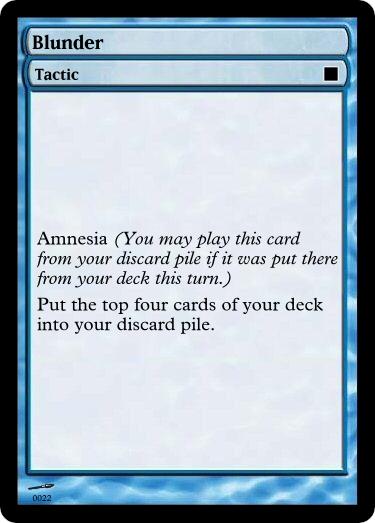 Blunder
Tactic
Amnesia (You may play this card
from your discard pile if it was put there
from your deck this turn.)
Put the top four cards of your deck
into your discard pile.
0022